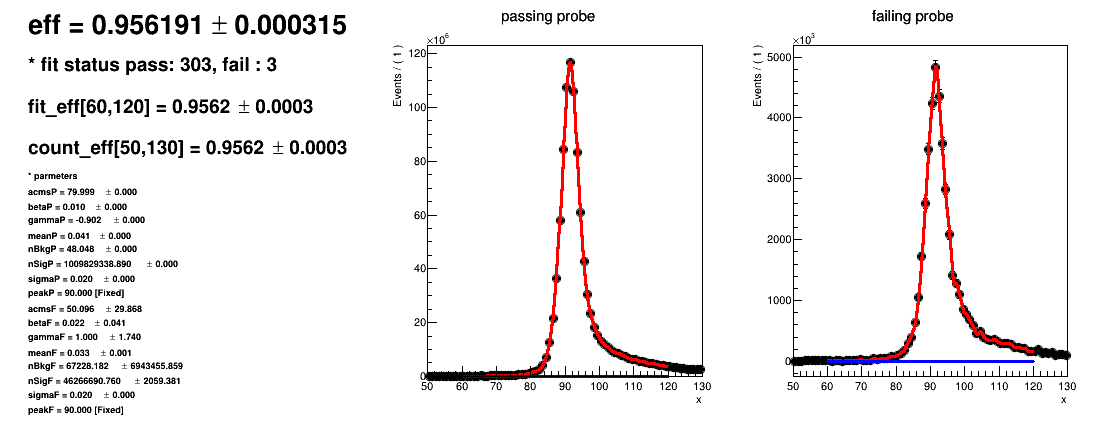 eff = 0.956191 ± 0.000315
* fit status pass: 303, fail : 3
fit_eff[60,120] = 0.9562 ± 0.0003
count_eff[50,130] = 0.9562 ± 0.0003
* parmeters
acmsP = 79.999 ± 0.000
betaP = 0.010 ± 0.000
gammaP = -0.902 ± 0.000
meanP = 0.041 ± 0.000
nBkgP = 48.048 ± 0.000
nSigP = 1009829338.890 ± 0.000
sigmaP = 0.020 ± 0.000
peakP = 90.000 [Fixed]
acmsF = 50.096 ± 29.868
betaF = 0.022 ± 0.041
gammaF = 1.000 ± 1.740
meanF = 0.033 ± 0.001
nBkgF = 67228.182 ± 6943455.859
nSigF = 46266690.760 ± 2059.381
sigmaF = 0.020 ± 0.000
peakF = 90.000 [Fixed]
passing probe
×10⁶
Events / ( 1 )
120
100
80
60
40
20
0
50 60 70 80 90 100 110 120 130
x
failing probe
×10³
Events / ( 1 )
5000
4000
3000
2000
1000
0
50 60 70 80 90 100 110 120 130
x